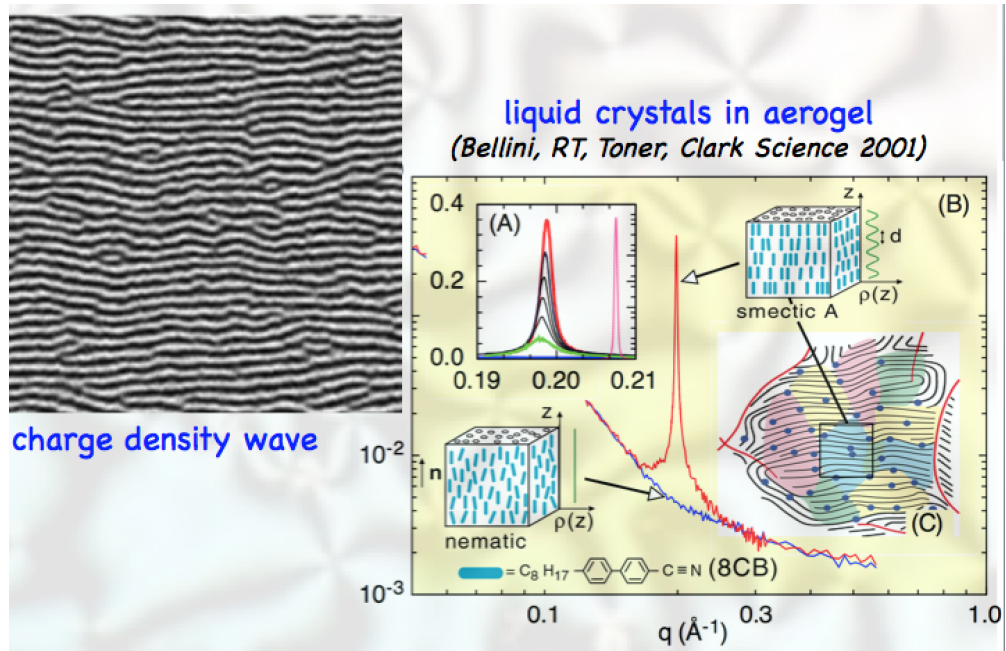 liquid crystals in aerogel
(Bellini, RT, Toner, Clark Science 2001)
charge density wave
(A)
0.4
0.2
0.0
0.19 0.20 0.21
(B)
z
d
ρ(z)
smectic A
z
n
ρ(z)
nematic
(C)
= C8 H17 C≡N (8CB)
10-2
10-3
0.1 0.3 1.0
q (Å-1)